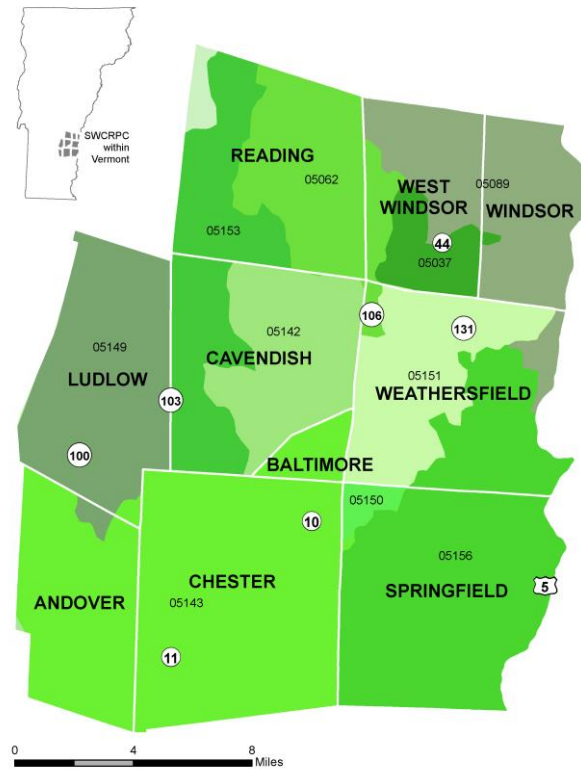 SWCRPC
within
Vermont
READING
05062
WEST
WINDSOR
05089
WINDSOR
44
05153
05037
106
131
05142
05149
CAVENDISH
05151
LUDLOW
WEATHERSFIELD
103
100
BALTIMORE
05150
10
05156
CHESTER
SPRINGFIELD
5
ANDOVER
05143
11
0 4 8
Miles